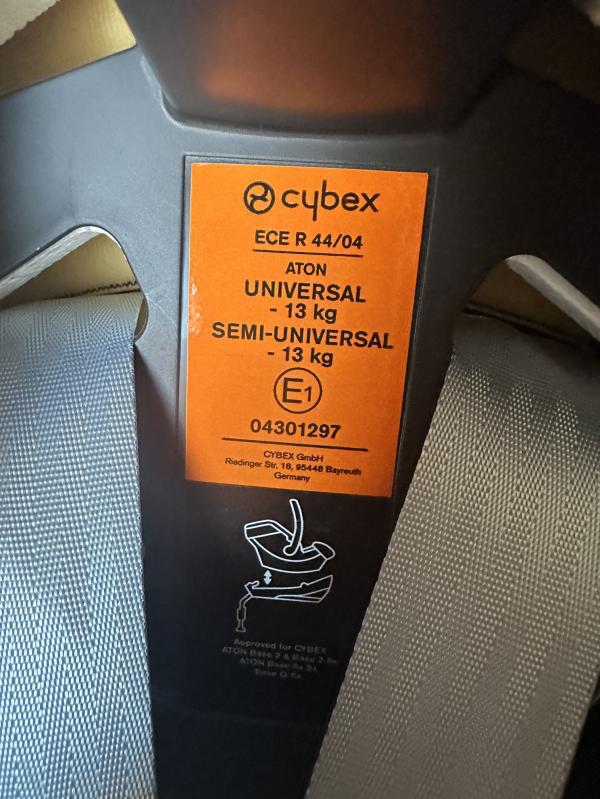 cybex
ECE R 44/04
ATON
UNIVERSAL
- 13 kg
SEMI-UNIVERSAL
- 13 kg
E1
04301297
CYBEX GmbH
Riedinger Str. 18, 95448 Bayreuth
Germany
Approved for CYBEX
ATON Base 2 & Base 2-fix
ATON Base-fix SL
Base Q-fix